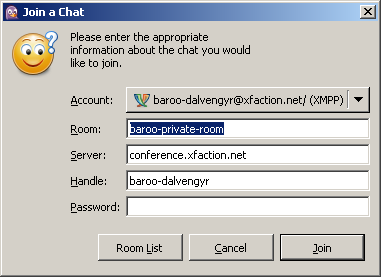 Join a Chat
Please enter the appropriate
information about the chat you would
like to join.
Account: baroo-dalvengyr@xfaction.net/ (XMPP)
Room: baroo-private-room
Server: conference.xfaction.net
Handle: baroo-dalvengyr
Password:
Room List Cancel Join